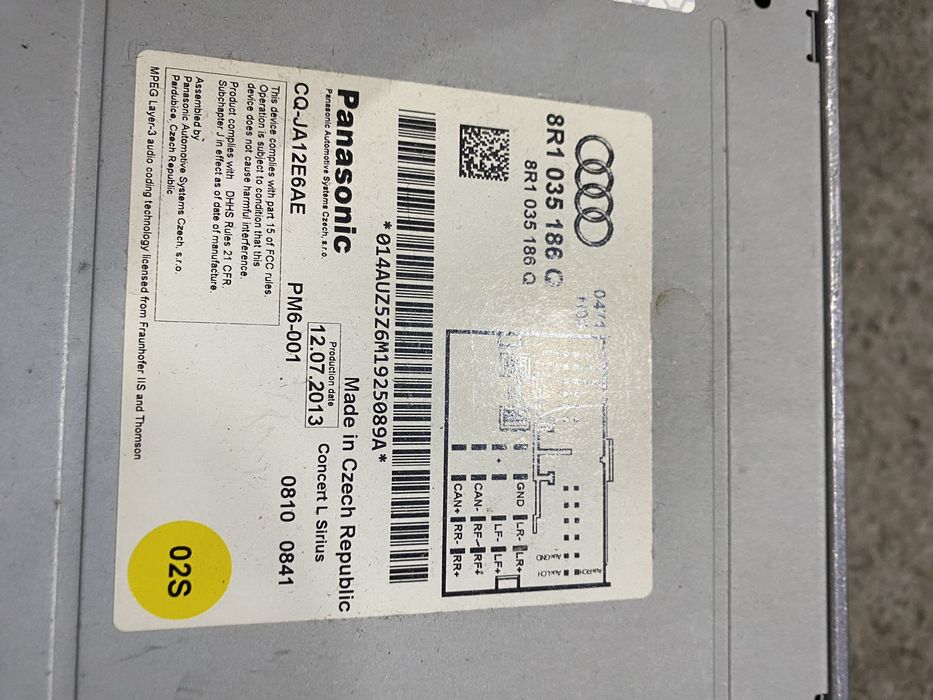 8R1 035 186 Q
8R1 035 186 Q
*014AUZ5Z6M1925089A*
GND LR- LR+
+ LF- LF+
CAN- RF- RF+
CAN+ RR- RR+
Panasonic
Made in Czech Republic
Panasonic Automotive Systems Czech, s.r.o.
Production date
12.07.2013
Concert L Sirius
CQ-JA12E6AE
PM6-001
0810 0841
This device complies with part 15 of FCC rules.
Operation is subject to condition that this
device does not cause harmful interference.
Product complies with DHHS Rules 21 CFR
Subchapter J in effect as of date of manufacture
Assembled by
Panasonic Automotive Systems Czech, s.r.o.
Pardubice, Czech Republic
MPEG Layer-3 audio coding technology licensed from Fraunhofer IIS and Thomson
02S